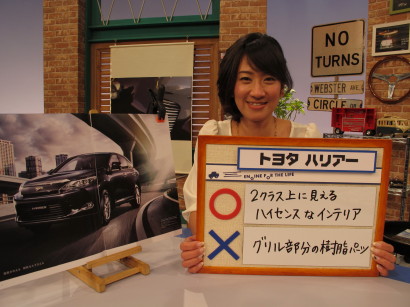 NO
TURNS
WEBSTER AVE
CIRCLE
トヨタ ハリアー
ENGINE FOR THE LIFE
2クラス上に見える
ハイセンスなインテリア
グリル部分の樹脂パーツ